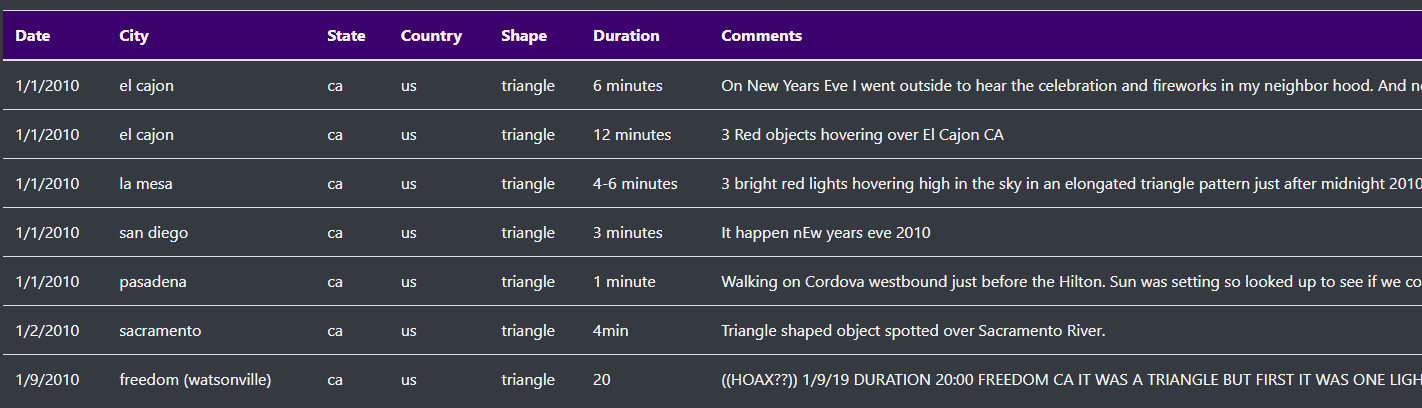 Date City State Country Shape Duration Comments
1/1/2010 el cajon ca us triangle 6 minutes On New Years Eve I went outside to hear the celebration and fireworks in my neighbor hood. And
1/1/2010 el cajon ca us triangle 12 minutes 3 Red objects hovering over El Cajon CA
1/1/2010 la mesa ca us triangle 4-6 minutes 3 bright red lights hovering high in the sky in an elongated triangle pattern just after midnight 2010
1/1/2010 san diego ca us triangle 3 minutes It happen nEw years eve 2010
1/1/2010 pasadena ca us triangle 1 minute Walking on Cordova westbound just before the Hilton. Sun was setting so looked up to see if we
1/2/2010 sacramento ca us triangle 4min Triangle shaped object spotted over Sacramento River.
1/9/2010 freedom (watsonville) ca us triangle 20 ((HOAX??)) 1/9/19 DURATION 20:00 FREEDOM CA IT WAS A TRIANGLE BUT FIRST IT WAS ONE